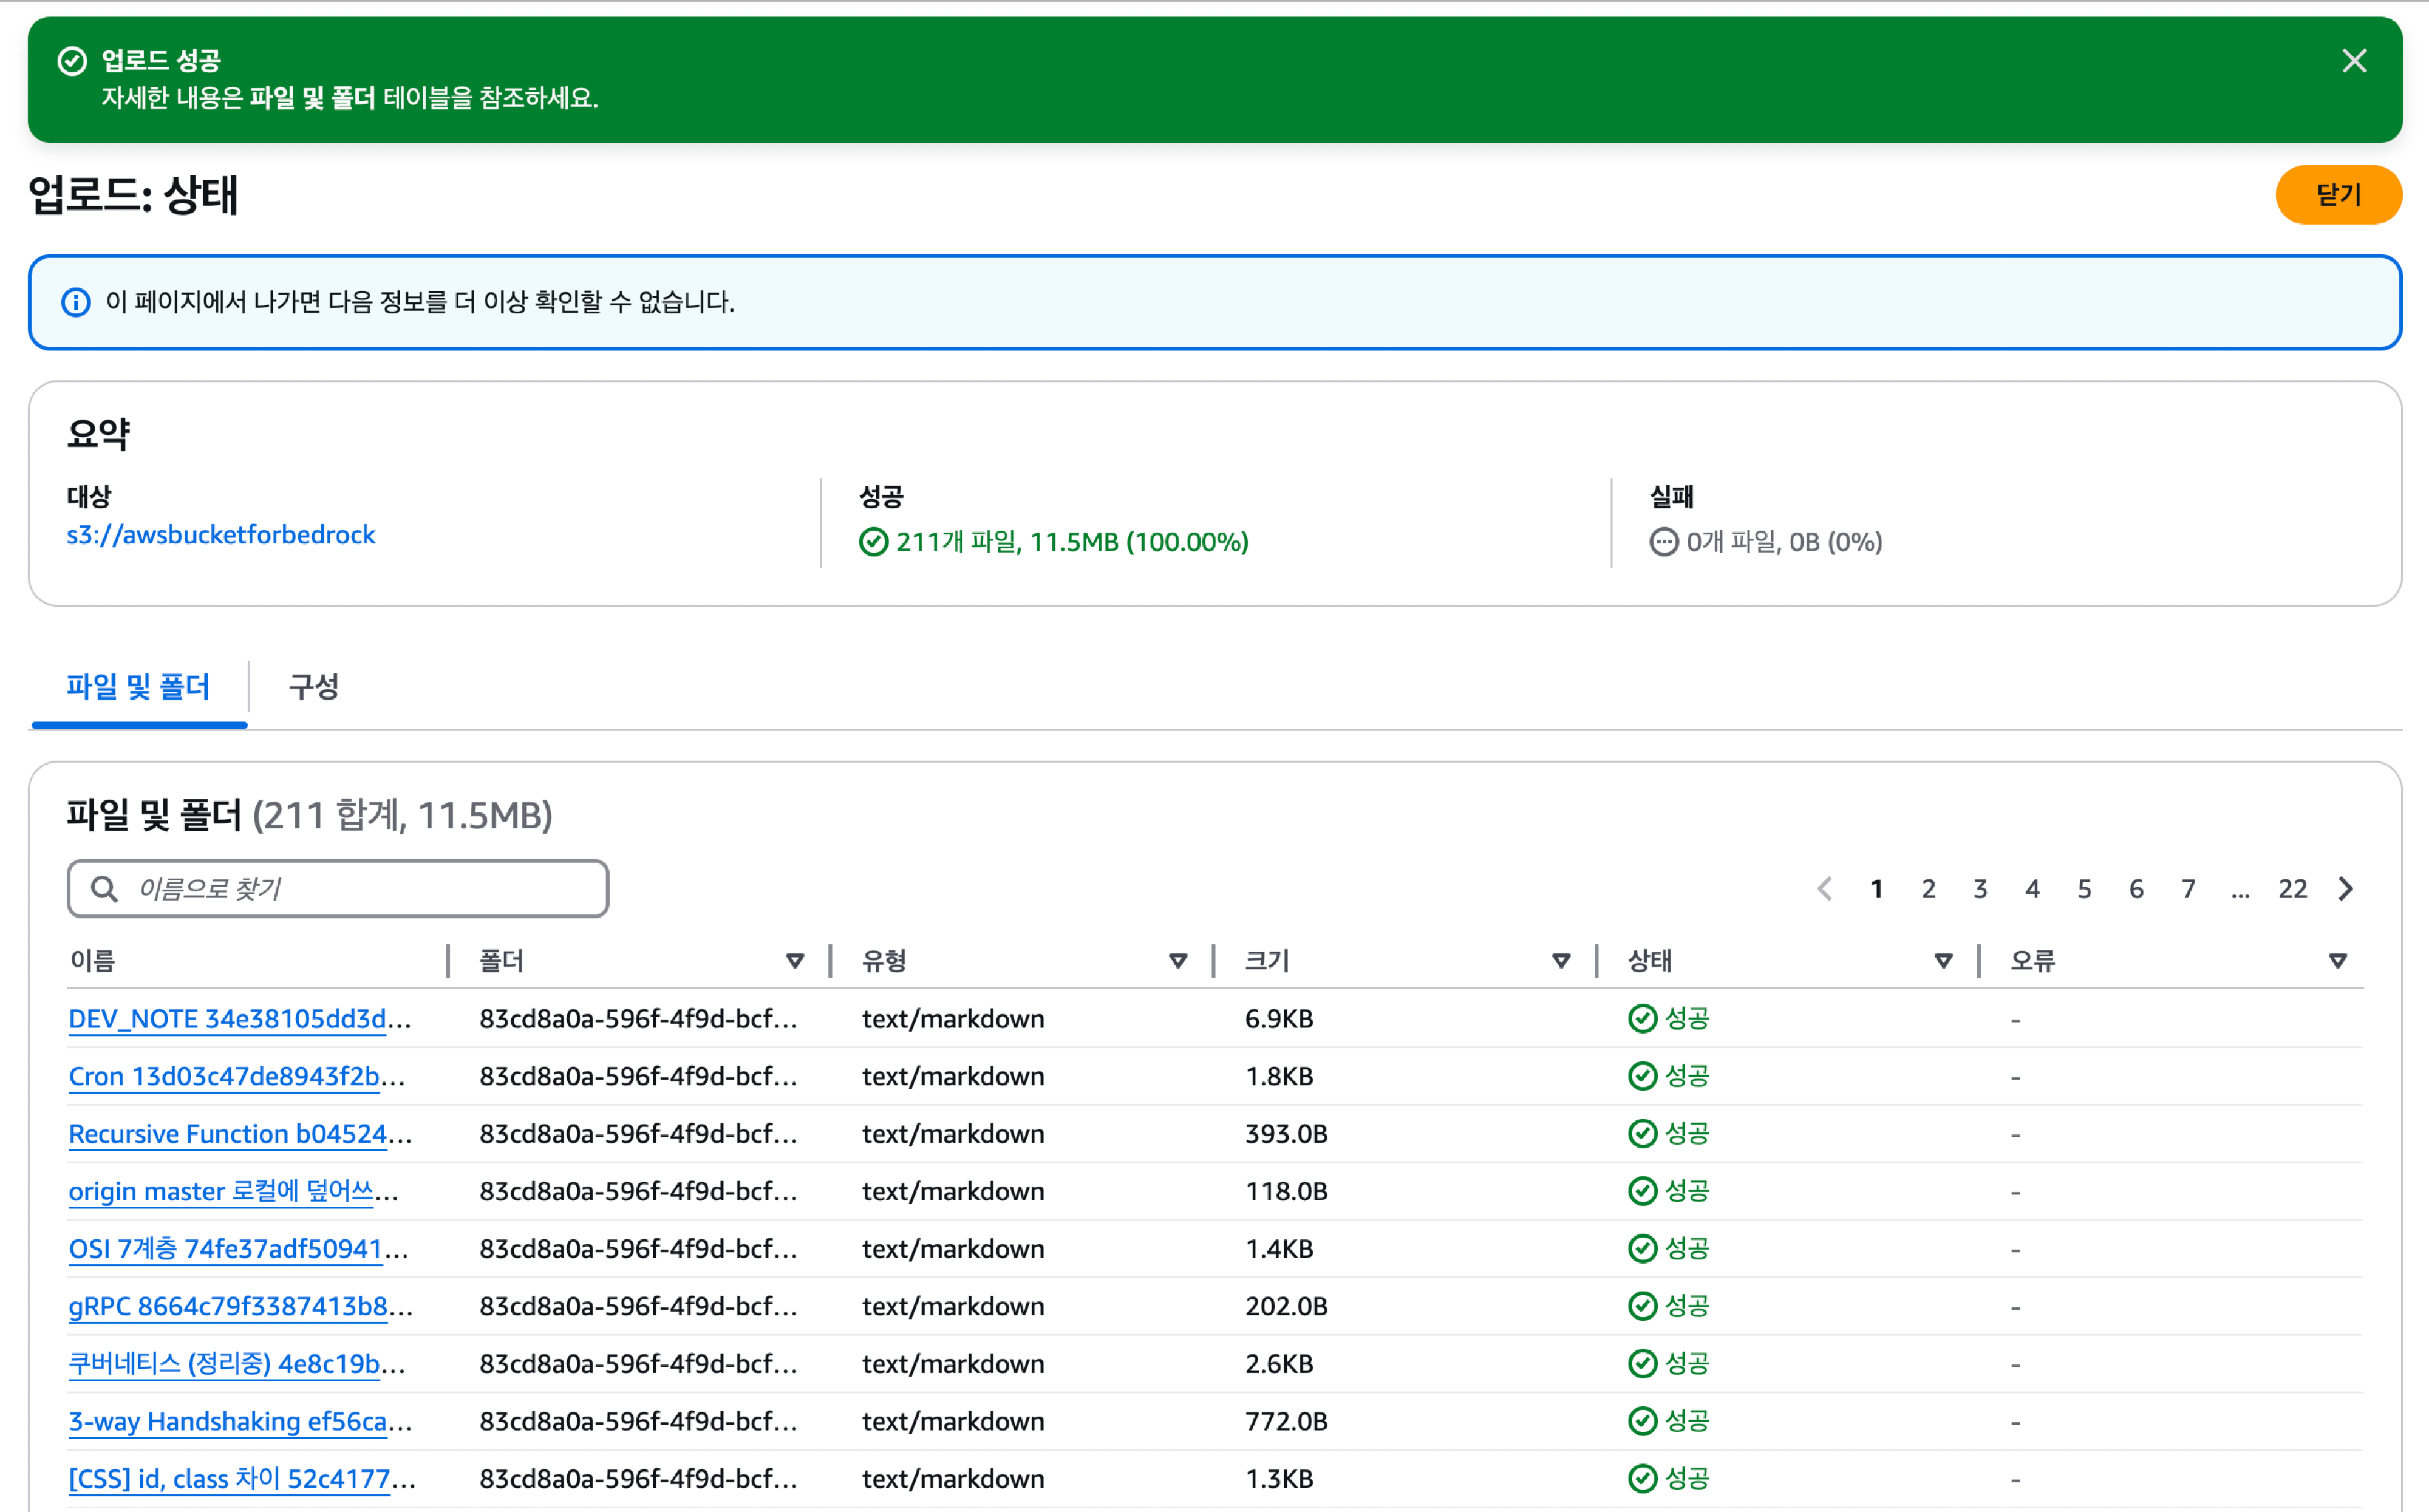 업로드 성공
자세한 내용은 파일 및 폴더 테이블을 참조하세요.
업로드: 상태
닫기
이 페이지에서 나가면 다음 정보를 더 이상 확인할 수 없습니다.
요약
대상
s3://awsbucketforbedrock
성공
211개 파일, 11.5MB (100.00%)
실패
0개 파일, 0B (0%)
파일 및 폴더 구성
파일 및 폴더 (211 합계, 11.5MB)
이름으로 찾기
1 2 3 4 5 6 7 ... 22
이름 폴더 유형 크기 상태 오류
DEV_NOTE 34e38105dd3d... 83cd8a0a-596f-4f9d-bcf... text/markdown 6.9KB 성공 -
Cron 13d03c47de8943f2b... 83cd8a0a-596f-4f9d-bcf... text/markdown 1.8KB 성공 -
Recursive Function b04524... 83cd8a0a-596f-4f9d-bcf... text/markdown 393.0B 성공 -
origin master 로컬에 덮어쓰... 83cd8a0a-596f-4f9d-bcf... text/markdown 118.0B 성공 -
OSI 7계층 74fe37adf50941... 83cd8a0a-596f-4f9d-bcf... text/markdown 1.4KB 성공 -
gRPC 8664c79f3387413b8... 83cd8a0a-596f-4f9d-bcf... text/markdown 202.0B 성공 -
쿠버네티스 (정리중) 4e8c19b... 83cd8a0a-596f-4f9d-bcf... text/markdown 2.6KB 성공 -
3-way Handshaking ef56ca... 83cd8a0a-596f-4f9d-bcf... text/markdown 772.0B 성공 -
[CSS] id, class 차이 52c4177... 83cd8a0a-596f-4f9d-bcf... text/markdown 1.3KB 성공 -